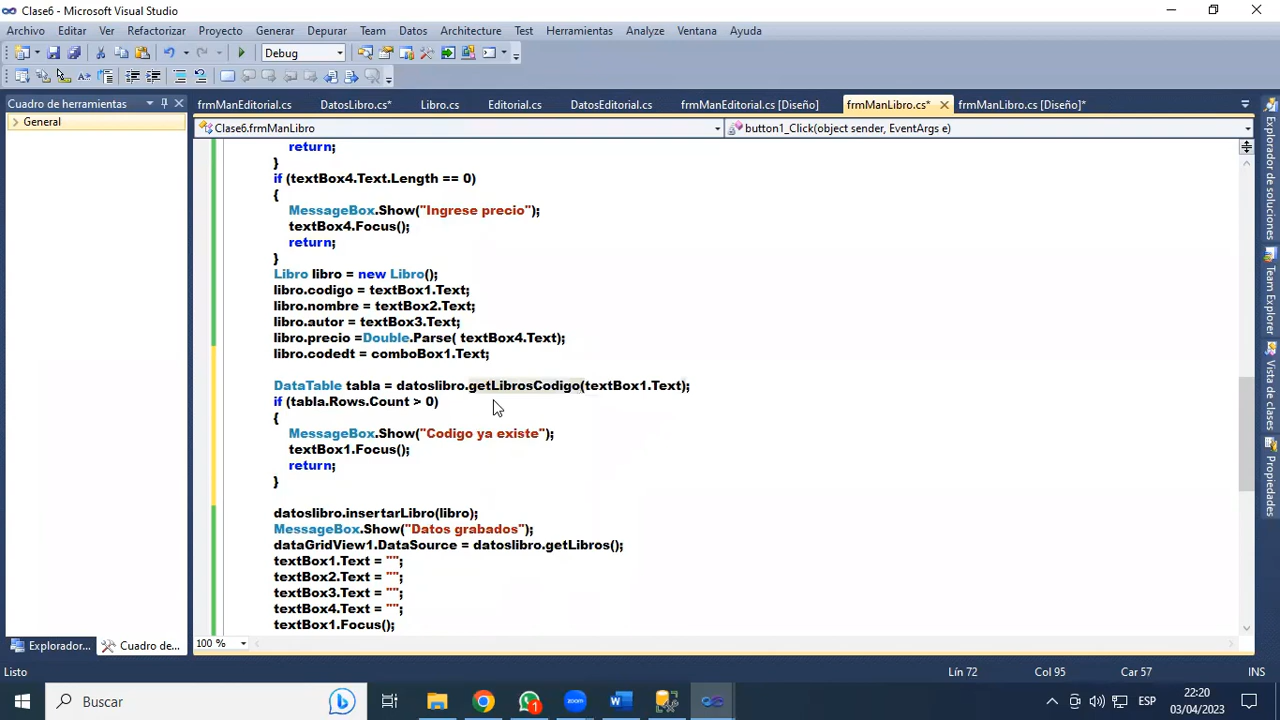 Clase6 - Microsoft Visual Studio
Archivo Editar Ver Refactorizar Proyecto Generar Depurar Team Datos Architecture Test Herramientas Analyze Ventana Ayuda
Debug
Cuadro de herramientas
frmManEditorial.cs DatosLibro.cs* Libro.cs Editorial.cs DatosEditorial.cs frmManEditorial.cs [Diseño] frmManLibro.cs* frmManLibro.cs [Diseño]*
General
Clase6.frmManLibro button1_Click(object sender, EventArgs e)
return;
}
if (textBox4.Text.Length == 0)
{
MessageBox.Show("Ingrese precio");
textBox4.Focus();
return;
}
Libro libro = new Libro();
libro.codigo = textBox1.Text;
libro.nombre = textBox2.Text;
libro.autor = textBox3.Text;
libro.precio =Double.Parse( textBox4.Text);
libro.codedt = comboBox1.Text;
DataTable tabla = datoslibro.getLibrosCodigo(textBox1.Text);
if (tabla.Rows.Count > 0)
{
MessageBox.Show("Codigo ya existe");
textBox1.Focus();
return;
}
datoslibro.insertarLibro(libro);
MessageBox.Show("Datos grabados");
dataGridView1.DataSource = datoslibro.getLibros();
textBox1.Text = "";
textBox2.Text = "";
textBox3.Text = "";
textBox4.Text = "";
textBox1.Focus();
Explorador de soluciones
Team Explorer
Vista de clases
Propiedades
Explorador... Cuadro de...
100 %
Listo Lín 72 Col 95 Car 57 INS
Buscar
1
zoom
ESP
22:20
03/04/2023